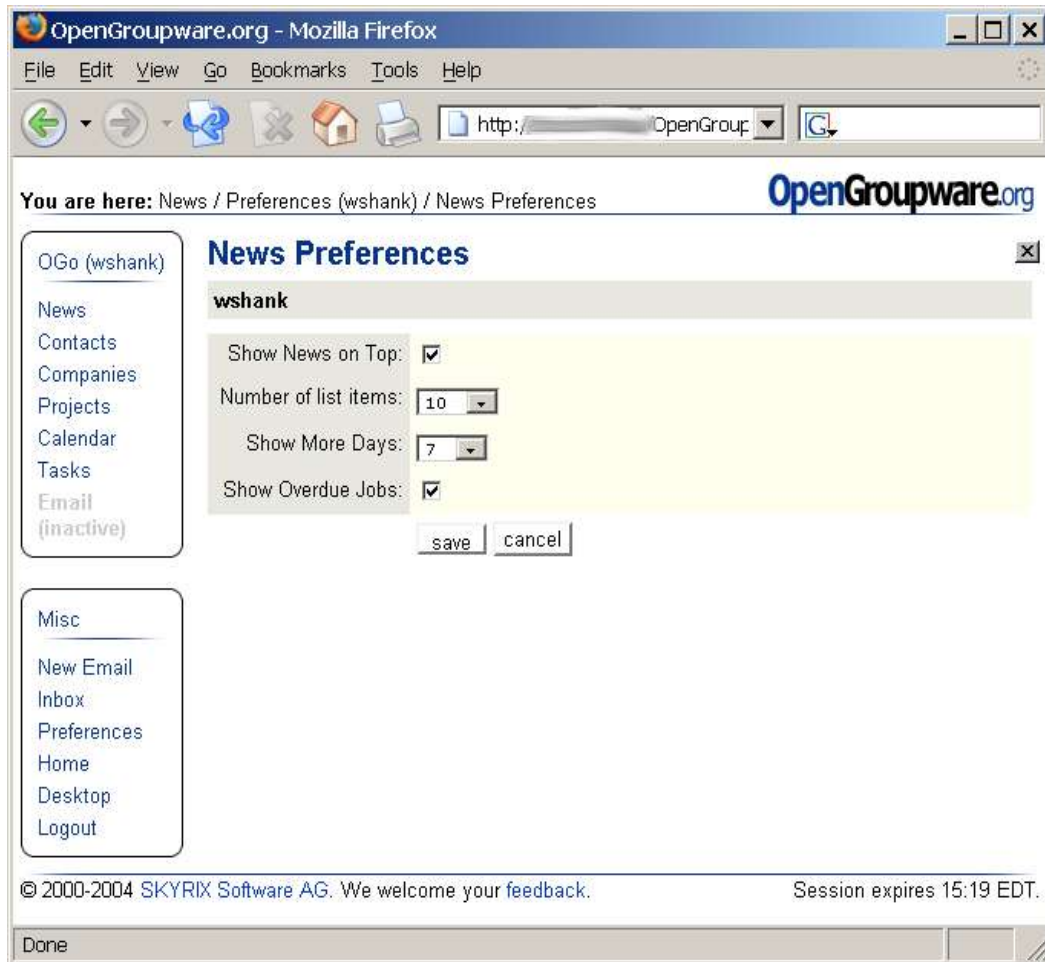 OpenGroupware.org - Mozilla Firefox
File Edit View Go Bookmarks Tools Help
http:/ /OpenGroup G
You are here: News / Preferences (wshank) / News Preferences
OpenGroupware.org
OGo (wshank)
News
Contacts
Companies
Projects
Calendar
Tasks
Email
(inactive)
News Preferences
wshank
Show News on Top:
Number of list items: 10
Show More Days: 7
Show Overdue Jobs:
save cancel
Misc
New Email
Inbox
Preferences
Home
Desktop
Logout
© 2000-2004 SKYRIX Software AG. We welcome your feedback. Session expires 15:19 EDT.
Done